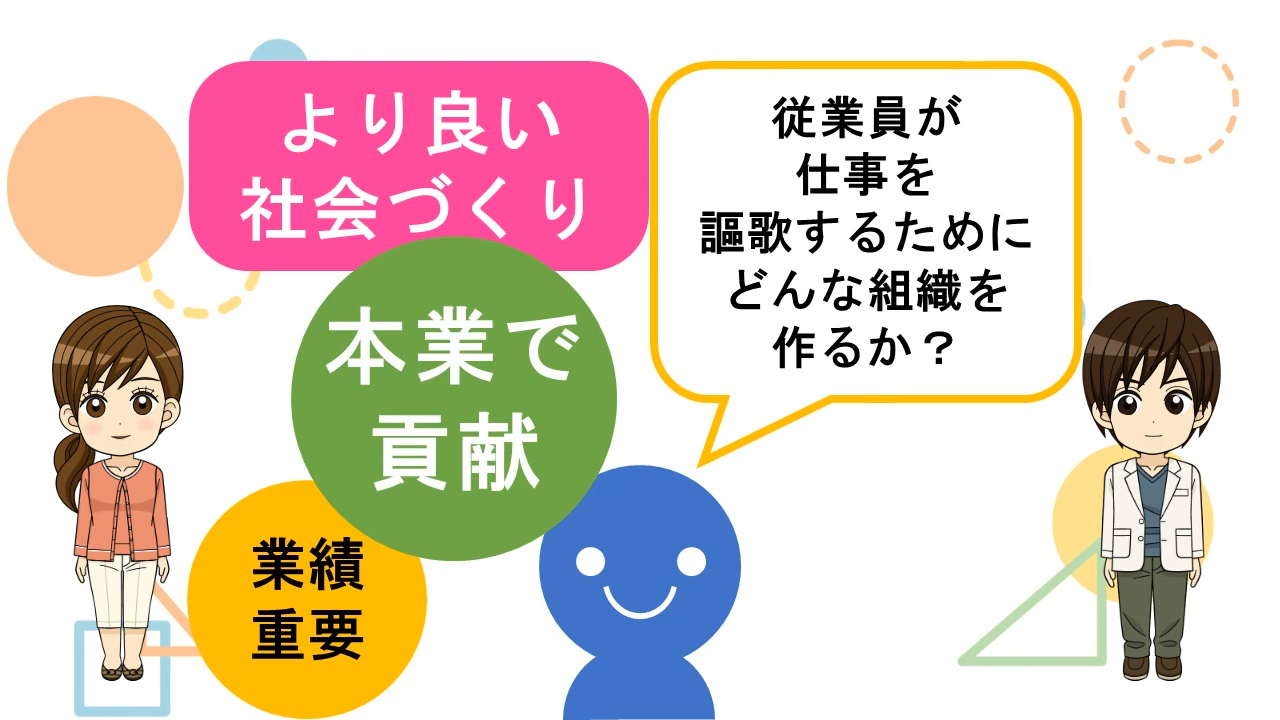 より良い
社会づくり
本業で
貢献
業績
重要
従業員が
仕事を
謳歌するために
どんな組織を
作るか？